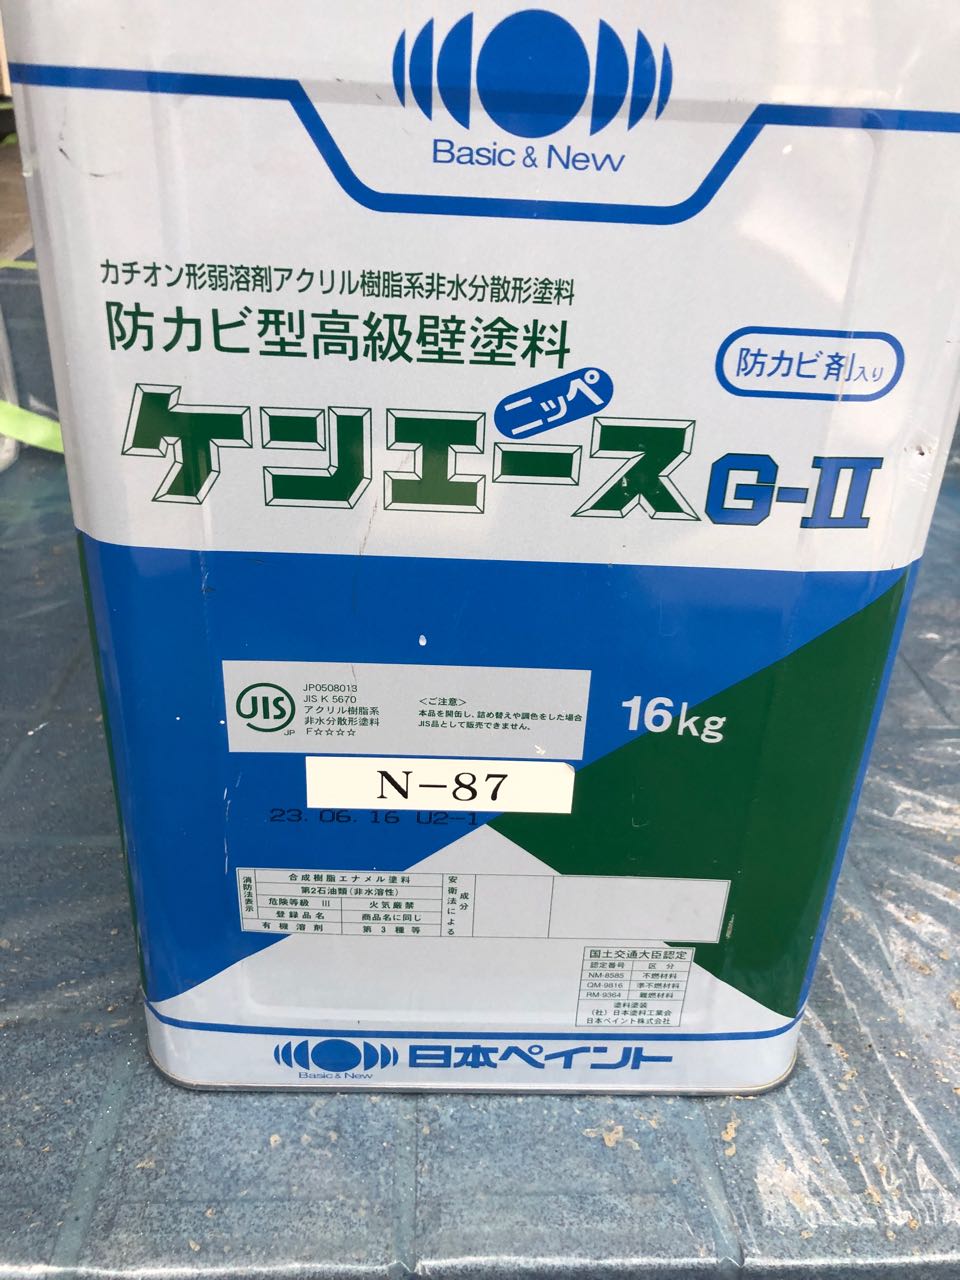 Basic & New
カチオン形弱溶剤アクリル樹脂系非水分散形塗料
防カビ型高級壁塗料
防カビ剤入り
ニッペ
ケンエースG-II
JIS
JP
JP0508013
JIS K 5670
アクリル樹脂系
非水分散形塗料
F☆☆☆☆
<ご注意>
本品を開缶し、詰め替えや調色をした場合
JIS品として販売できません。
16kg
N-87
23. 06. 16 U2-1
消防法表示
合成樹脂エナメル塗料
第2石油類(非水溶性)
危険等級 III 火気厳禁
登録品名 商品名に同じ
有機溶剤 第3種等
安衛法による
成分
国土交通大臣認定
認定番号 区分
NM-8585 不燃材料
QM-9816 準不燃材料
RM-9364 難燃材料
塗料塗装
(社)日本塗料工業会
日本ペイント株式会社
Basic & New
日本ペイント